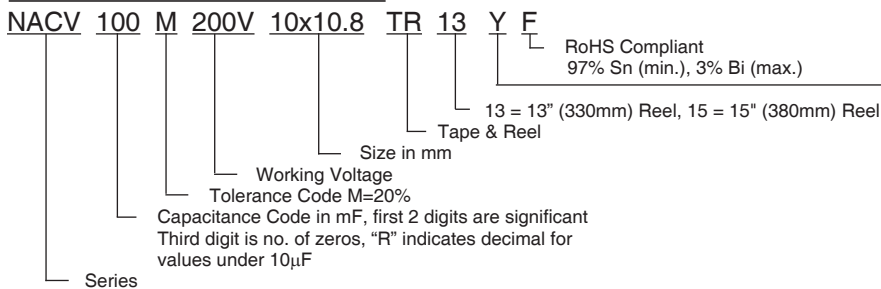 NACV 100 M 200V 10x10.8 TR 13 Y F
RoHS Compliant
97% Sn (min.), 3% Bi (max.)
13 = 13” (330mm) Reel, 15 = 15" (380mm) Reel
Tape & Reel
Size in mm
Working Voltage
Tolerance Code M=20%
Capacitance Code in mF, first 2 digits are significant
Third digit is no. of zeros, “R” indicates decimal for
values under 10μF
Series